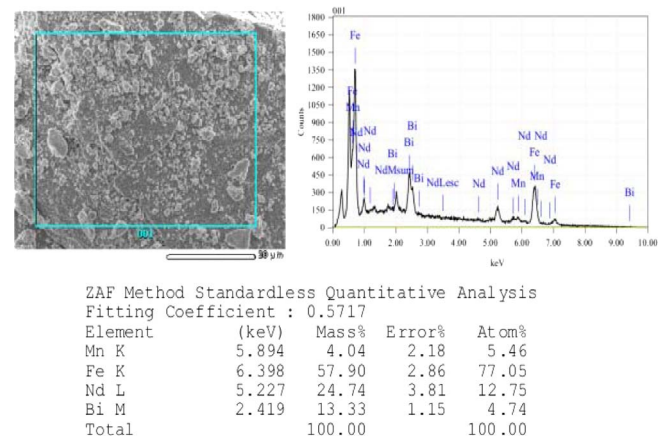 001
30 μm
001
1800
1650
1500
1350
1200
1050
900
750
600
450
300
150
0
Counts
Fe
Fe
Mn
Nd Nd
Nd
Nd
Bi
Bi
Bi
NdMsum
Bi
NdLesc
Nd
Nd Nd
Nd Nd
Fe
Nd
Mn
Mn
Fe
Bi
0.00 1.00 2.00 3.00 4.00 5.00 6.00 7.00 8.00 9.00 10.00
keV
ZAF Method Standardless Quantitative Analysis
Fitting Coefficient : 0.5717
Element (keV) Mass% Error% Atom%
Mn K 5.894 4.04 2.18 5.46
Fe K 6.398 57.90 2.86 77.05
Nd L 5.227 24.74 3.81 12.75
Bi M 2.419 13.33 1.15 4.74
Total 100.00 100.00